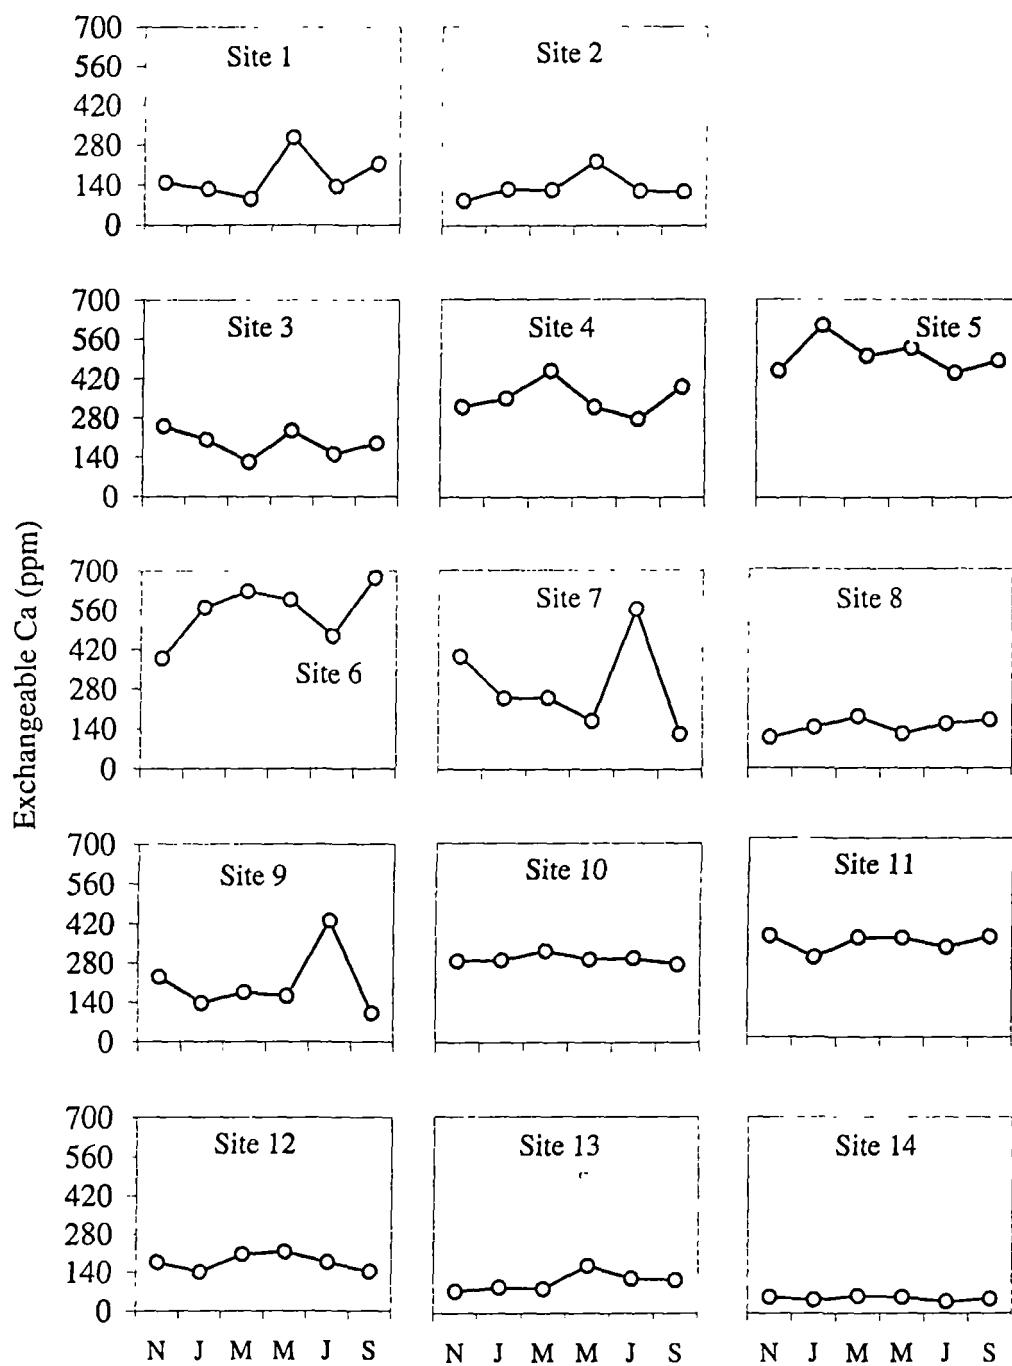 700
560
420
280
140
0
Site 1
Site 2
700
560
420
280
140
0
Site 3
Site 4
Site 5
Exchangeable Ca (ppm)
700
560
420
280
140
0
Site 6
Site 7
Site 8
700
560
420
280
140
0
Site 9
Site 10
Site 11
700
560
420
280
140
0
Site 12
Site 13
Site 14
N J M M J S
N J M M J S
N J M M J S